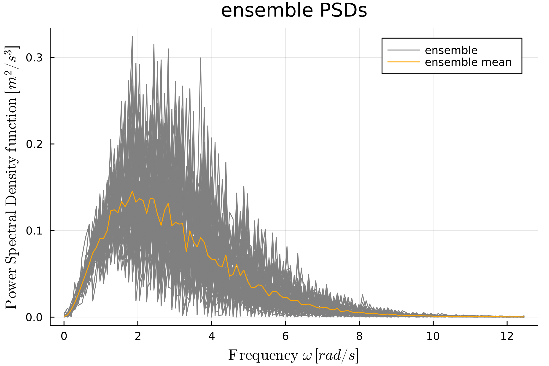 ensemble PSDs
ensemble
ensemble mean
Power Spectral Density function [m²/s³]
0.3
0.2
0.1
0.0
0 2 4 6 8 10 12
Frequency ω [rad/s]